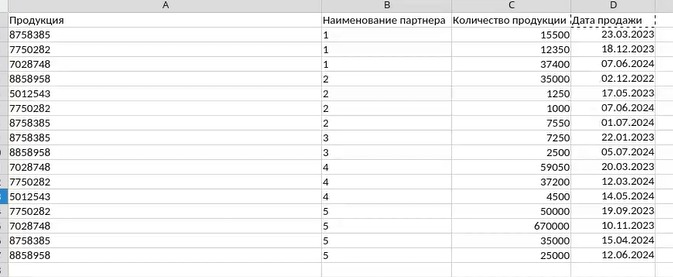 A B C D
Продукция Наименование партнера Количество продукции Дата продажи
8758385 1 15500 23.03.2023
7750282 1 12350 18.12.2023
7028748 1 37400 07.06.2024
8858958 2 35000 02.12.2022
5012543 2 1250 17.05.2023
7750282 2 1000 07.06.2024
8758385 2 7550 01.07.2024
8758385 3 7250 22.01.2023
8858958 3 2500 05.07.2024
7028748 4 59050 20.03.2023
7750282 4 37200 12.03.2024
5012543 4 4500 14.05.2024
7750282 5 50000 19.09.2023
7028748 5 670000 10.11.2023
8758385 5 35000 15.04.2024
8858958 5 25000 12.06.2024